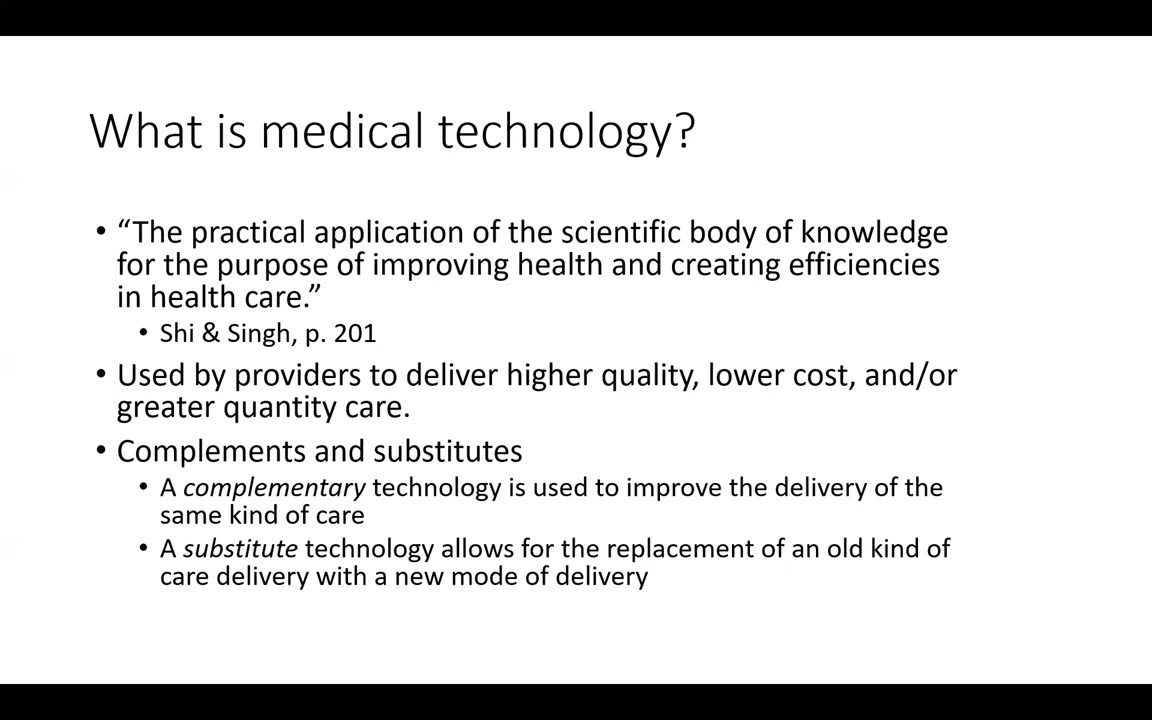 What is medical technology?
• “The practical application of the scientific body of knowledge
for the purpose of improving health and creating efficiencies
in health care.”
• Shi & Singh, p. 201
• Used by providers to deliver higher quality, lower cost, and/or
greater quantity care.
• Complements and substitutes
• A complementary technology is used to improve the delivery of the
same kind of care
• A substitute technology allows for the replacement of an old kind of
care delivery with a new mode of delivery